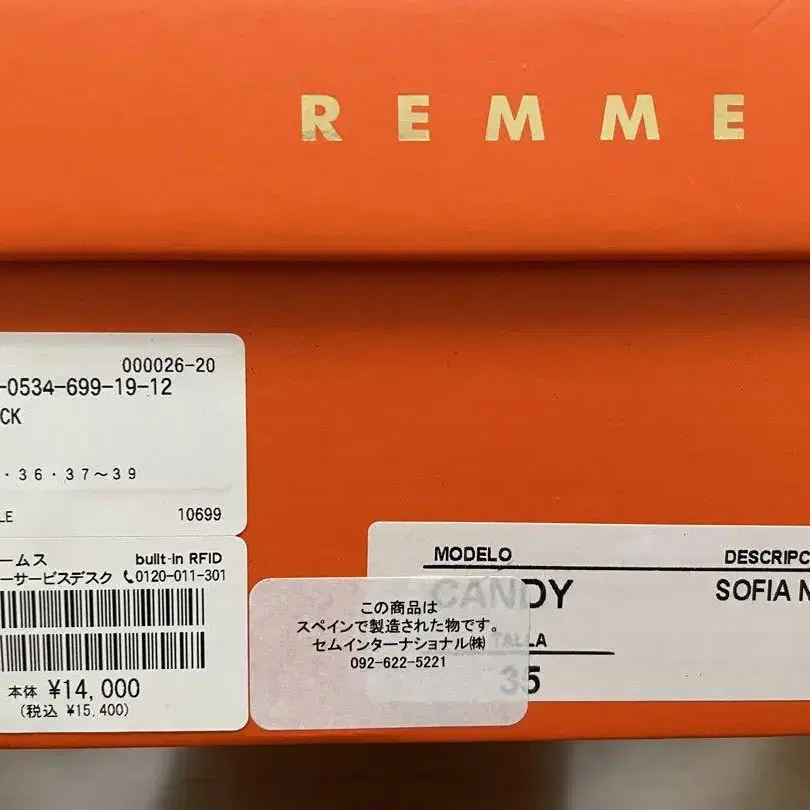 REMME
000026-20
-0534-699-19-12
CK
・36・37～39
LE
10699
ームス
built-in RFID
ーサービスデスク 0120-011-301
本体 ¥14,000
(税込 ¥15,400)
この商品は
スペインで製造された物です。
セムインターナショナル㈱
092-622-5221
MODELO
DESCRIPC
CANDY
SOFIA N
TALLA
35